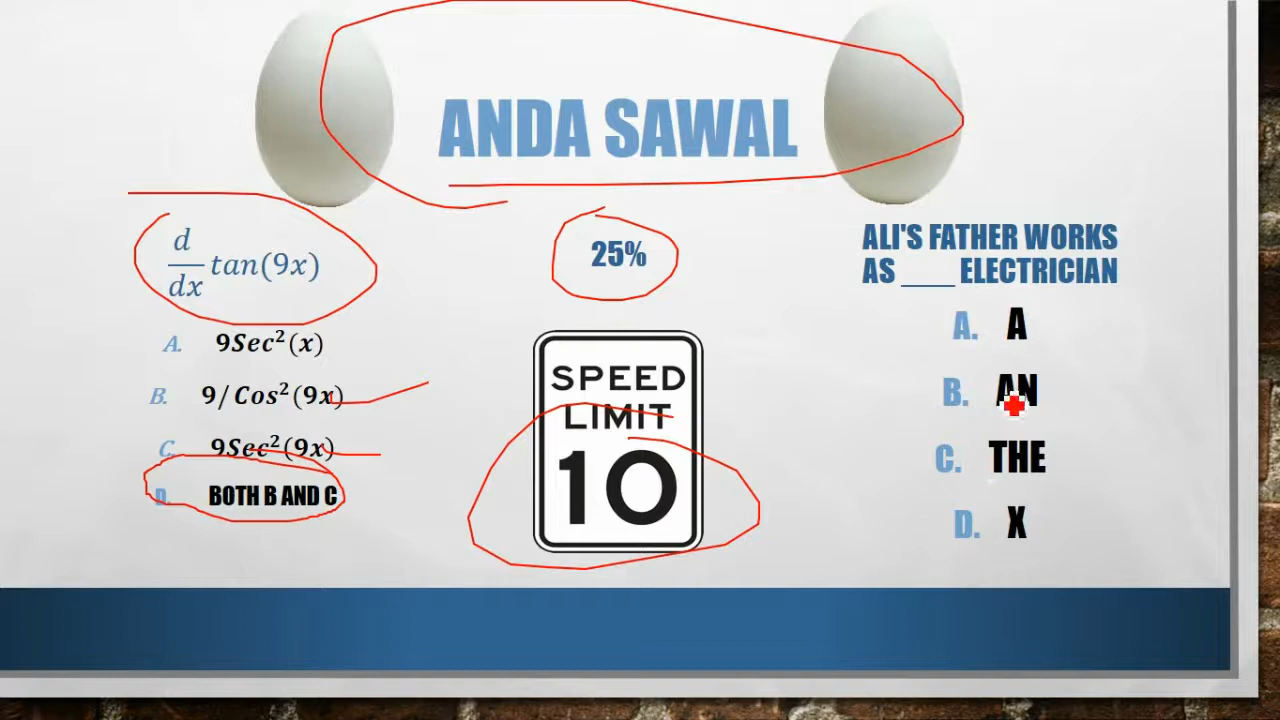 ANDA SAWAL
d/dx tan(9x)
A. 9Sec²(x)
B. 9/Cos²(9x)
C. 9Sec²(9x)
D. BOTH B AND C
25%
SPEED
LIMIT
10
ALI'S FATHER WORKS
AS ____ ELECTRICIAN
A. A
B. AN
C. THE
D. X